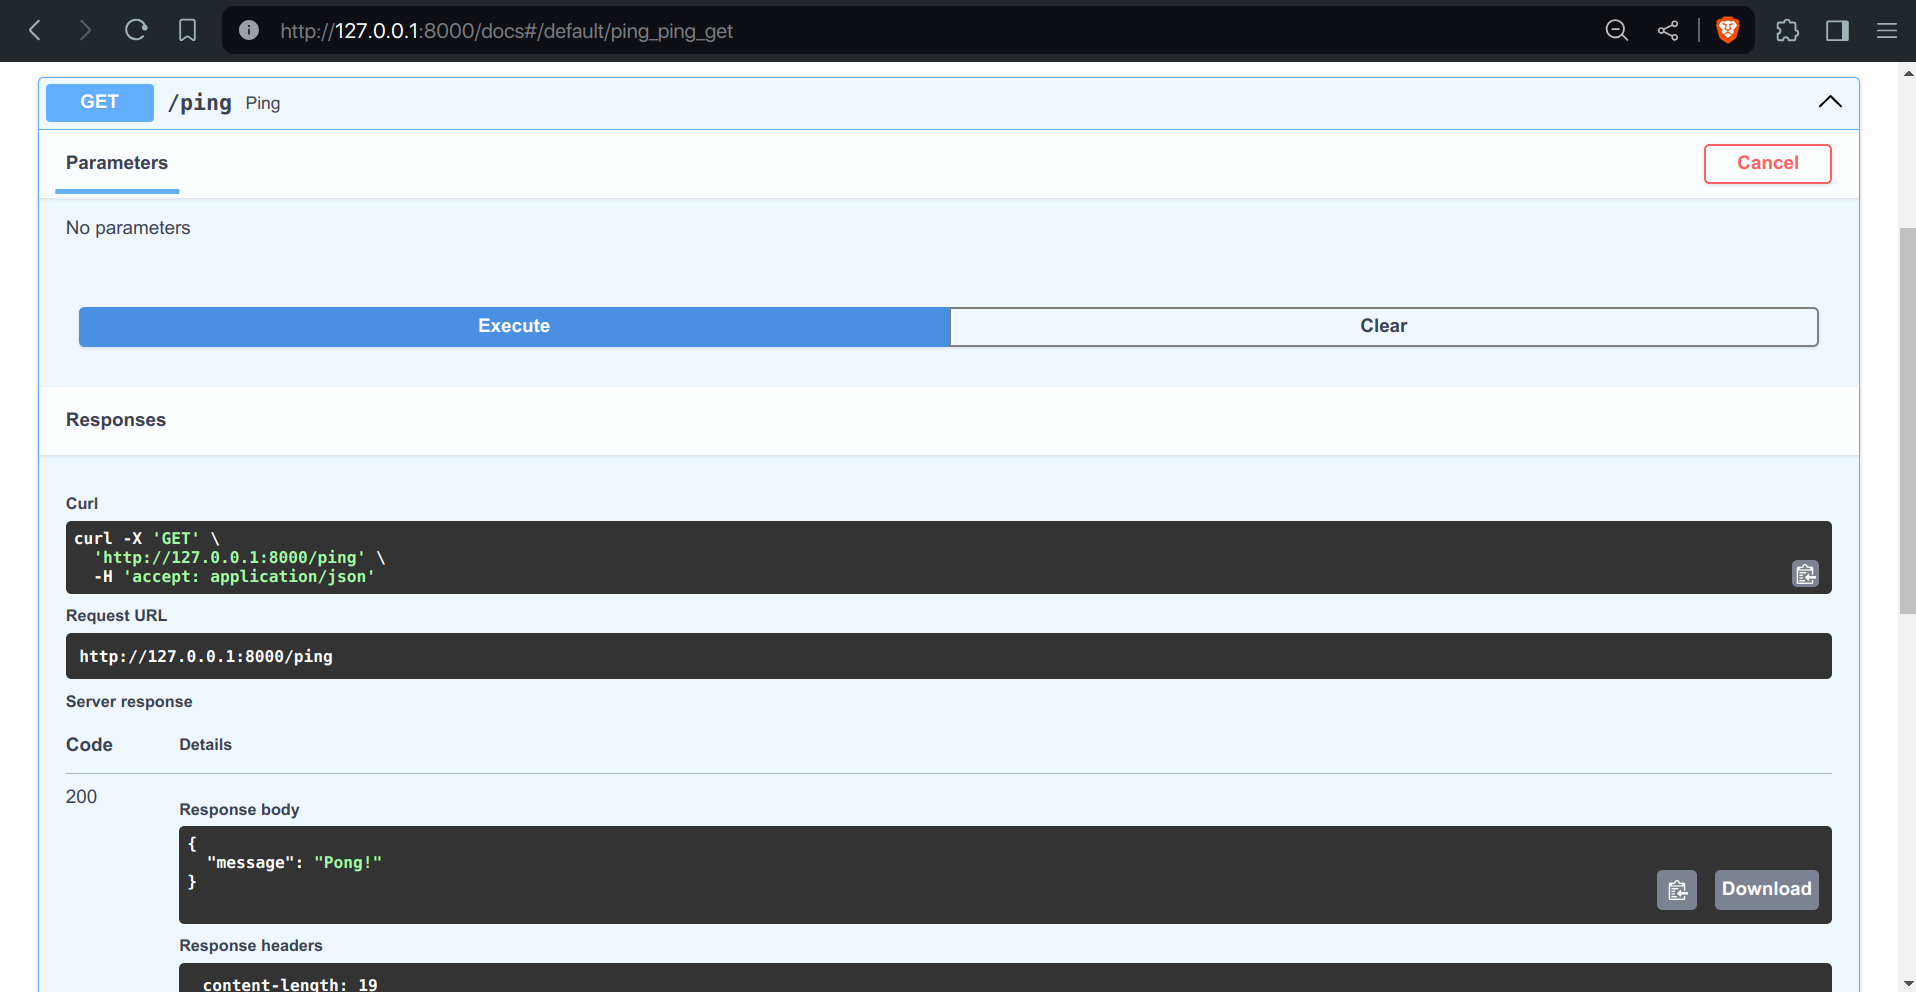 http://127.0.0.1:8000/docs#/default/ping_ping_get
GET /ping Ping
Parameters
Cancel
No parameters
Execute
Clear
Responses
Curl
curl -X 'GET' \
  'http://127.0.0.1:8000/ping' \
  -H 'accept: application/json'
Request URL
http://127.0.0.1:8000/ping
Server response
Code Details
200
Response body
{
  "message": "Pong!"
}
Download
Response headers
content-length: 19